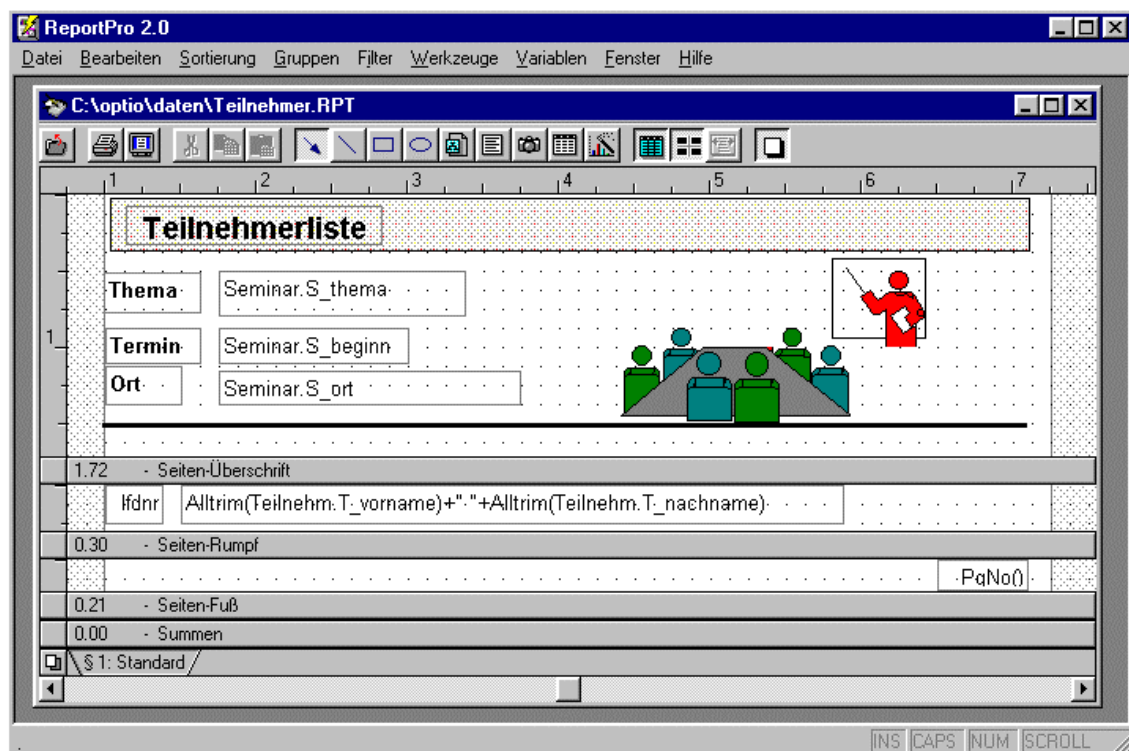 ReportPro 2.0
Datei Bearbeiten Sortierung Gruppen Filter Werkzeuge Variablen Fenster Hilfe
C:\optio\daten\Teilnehmer.RPT
1 2 3 4 5 6 7
Teilnehmerliste
Thema Seminar.S_thema
1
Termin Seminar.S_beginn
Ort Seminar.S_ort
1.72 - Seiten-Überschrift
lfdnr Alltrim(Teilnehm.T_vorname)+" "+Alltrim(Teilnehm.T_nachname)
0.30 - Seiten-Rumpf
PgNo()
0.21 - Seiten-Fuß
0.00 - Summen
§ 1: Standard
INS CAPS NUM SCROLL